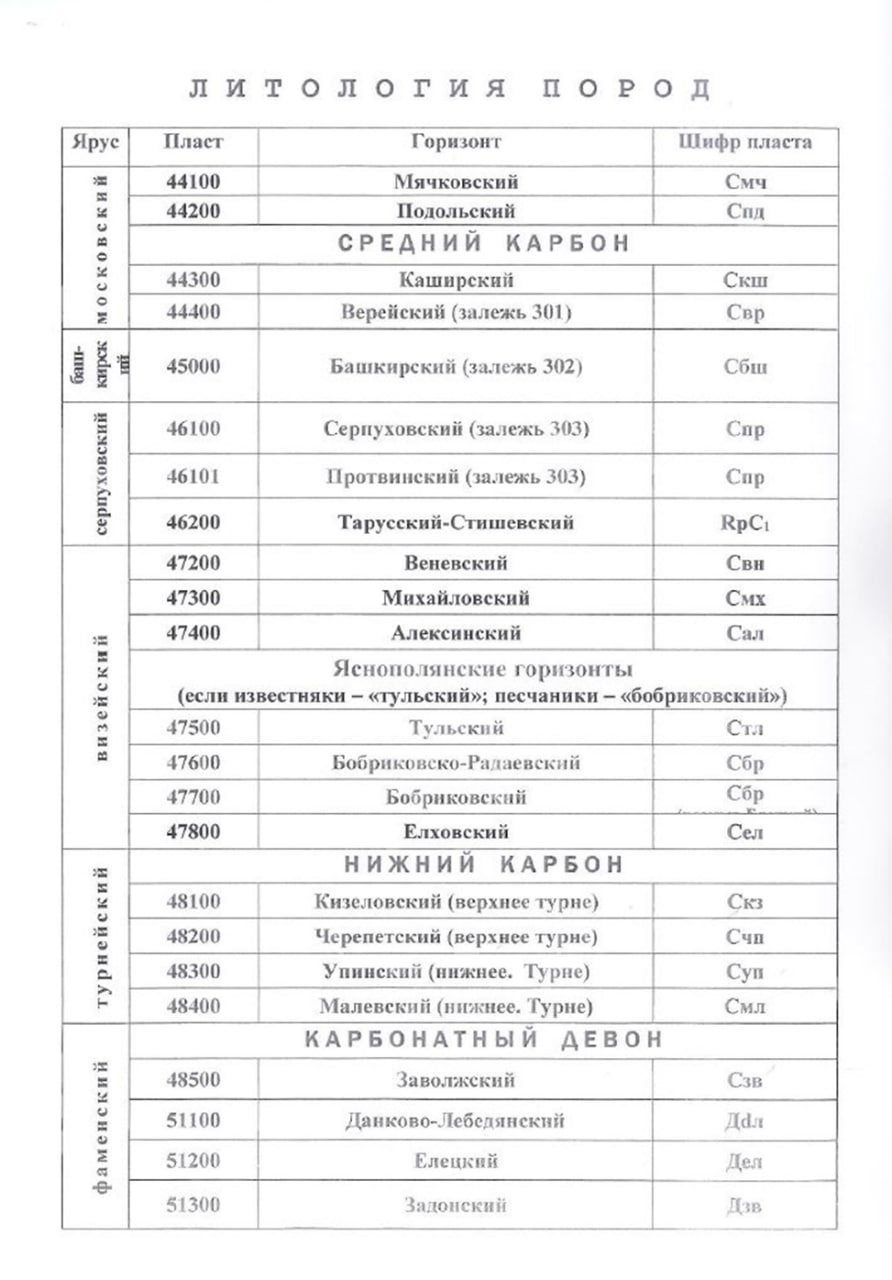 ЛИТОЛОГИЯ ПОРОД
Ярус Пласт Горизонт Шифр пласта
московский
44100 Мячковский Смч
44200 Подольский Спд
СРЕДНИЙ КАРБОН
44300 Каширский Скш
44400 Верейский (залежь 301) Свр
баш-
кирск
ий
45000 Башкирский (залежь 302) Сбш
серпуховский
46100 Серпуховский (залежь 303) Спр
46101 Протвинский (залежь 303) Спр
46200 Тарусский-Стишевский RpC₁
визейский
47200 Веневский Свн
47300 Михайловский Смх
47400 Алексинский Сал
Яснополянские горизонты
(если известняки – «тульский»; песчаники – «бобриковский»)
47500 Тульский Стл
47600 Бобриковско-Радаевский Сбр
47700 Бобриковский Сбр
47800 Елховский Сел
турнейский
НИЖНИЙ КАРБОН
48100 Кизеловский (верхнее турне) Скз
48200 Черепетский (верхнее турне) Счп
48300 Упинский (нижнее. Турне) Суп
48400 Малевский (нижнее. Турне) Смл
фаменский
КАРБОНАТНЫЙ ДЕВОН
48500 Заволжский Сзв
51100 Данково-Лебедянский Ддл
51200 Елецкий Дел
51300 Задонский Дзв